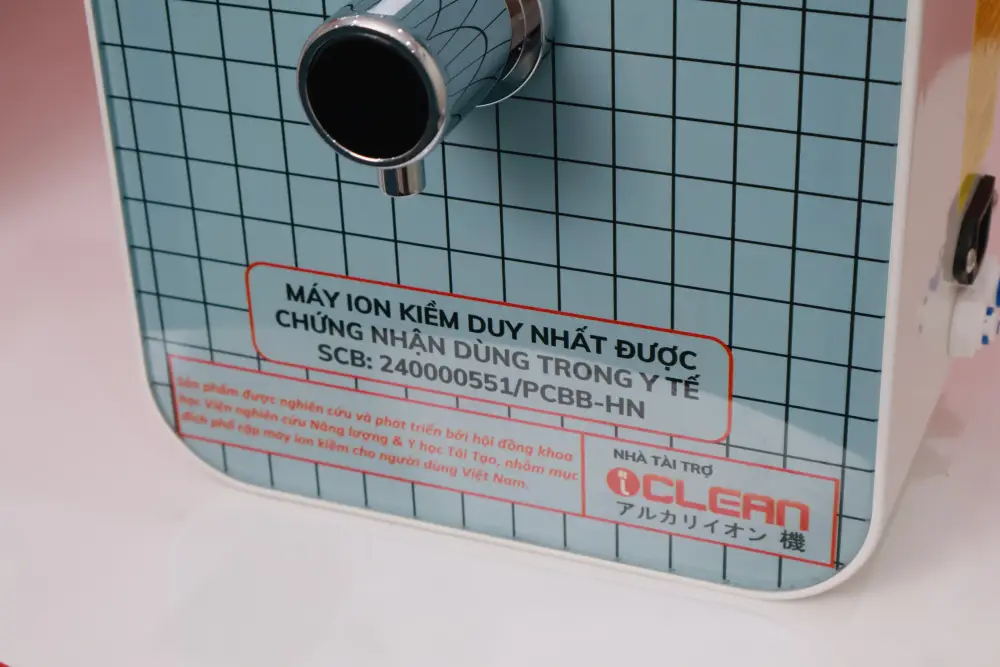 MÁY ION KIỀM DUY NHẤT ĐƯỢC
CHỨNG NHẬN DÙNG TRONG Y TẾ
SCB: 240000551/PCBB-HN
Sản phẩm được nghiên cứu và phát triển bởi hội đồng khoa
học Viện nghiên cứu Năng lượng & Y học Tái Tạo, nhằm mục
đích phổ cập máy ion kiềm cho người dùng Việt Nam.
NHÀ TÀI TRỢ
iCLEAN
アルカリイオン 機